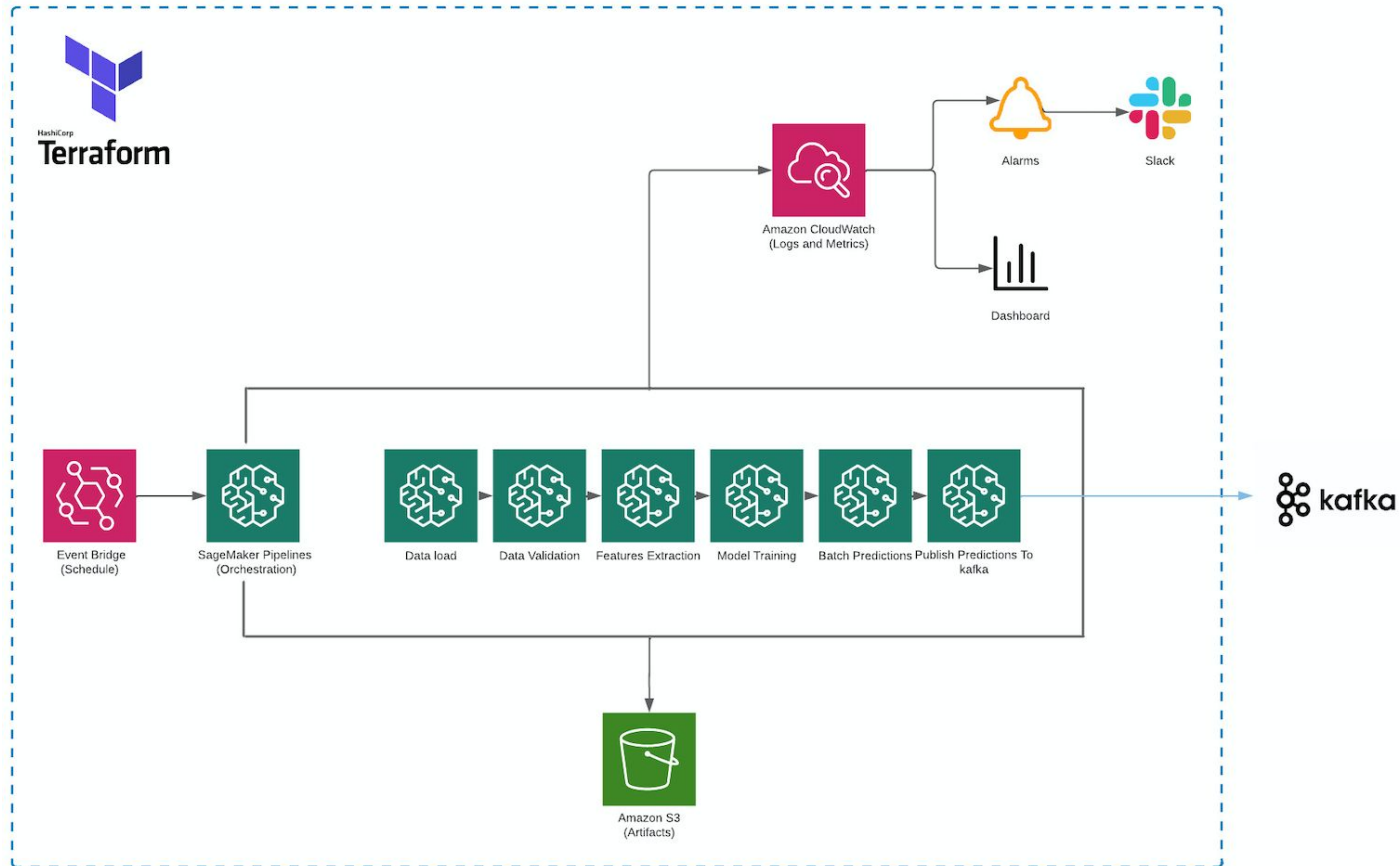 HashiCorp
Terraform
Alarms
Slack
Amazon CloudWatch
(Logs and Metrics)
Dashboard
Event Bridge
(Schedule)
SageMaker Pipelines
(Orchestration)
Data load
Data Validation
Features Extraction
Model Training
Batch Predictions
Publish Predictions To
kafka
kafka
Amazon S3
(Artifacts)